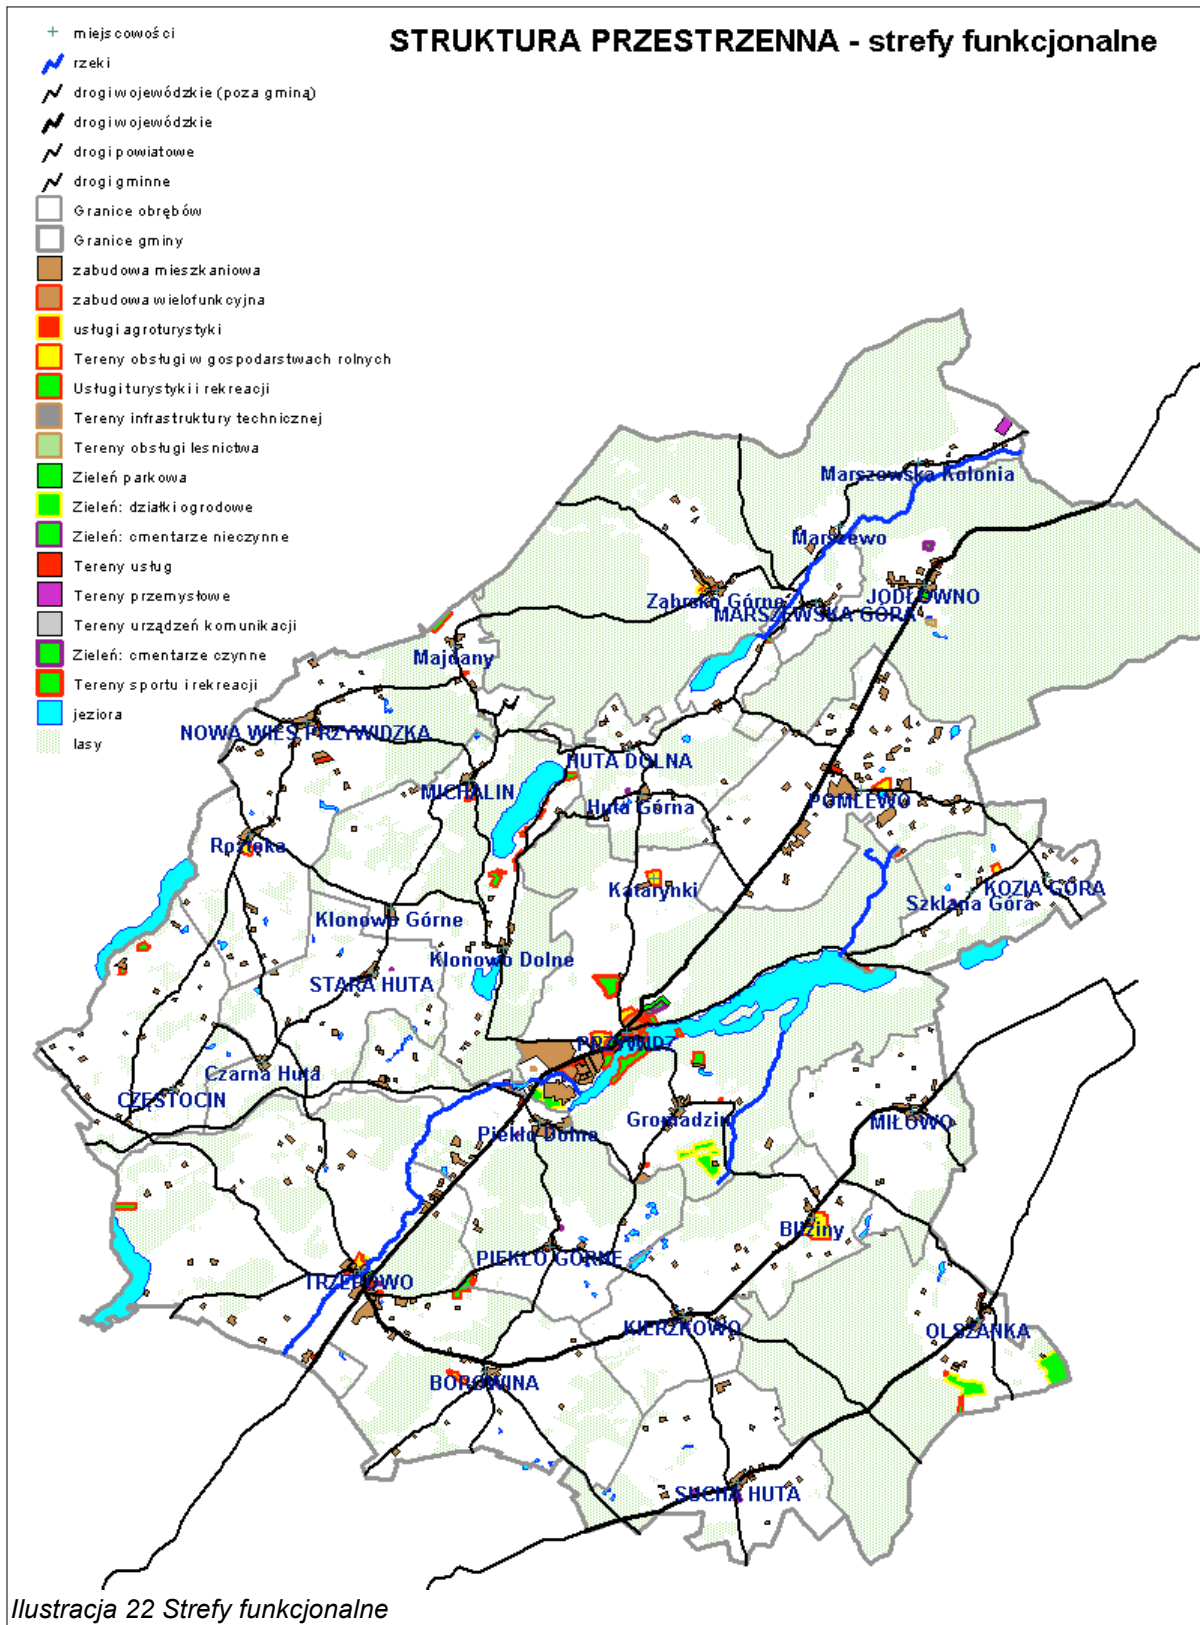 STRUKTURA PRZESTRZENNA - strefy funkcjonalne
miejscowości
rzeki
drogi wojewódzkie (poza gminą)
drogi wojewódzkie
drogi powiatowe
drogi gminne
Granice obrębów
Granice gminy
zabudowa mieszkaniowa
zabudowa wielofunkcyjna
usługi agroturystyki
Tereny obsługi w gospodarstwach rolnych
Usługi turystyki i rekreacji
Tereny infrastruktury technicznej
Tereny obsługi lesnictwa
Zieleń parkowa
Zieleń: działki ogrodowe
Zieleń: cmentarze nieczynne
Tereny usług
Tereny przemysłowe
Tereny urządzeń komunikacji
Zieleń: cmentarze czynne
Tereny sportu i rekreacji
jeziora
lasy
Marszewska Kolonia
Marszewo
Zabrsko Górne
JODŁOWNO
MARSZEWSKA GÓRA
Majdany
NOWA WIEŚ PRZYWIDZKA
HUTA DOLNA
MICHALIN
Huta Górna
POMLEWO
Roztoka
Katarynki
KOZIA GÓRA
Szklana Góra
Klonowo Górne
Klonowo Dolne
STARA HUTA
PRZYWIDZ
Czarna Huta
CZĘSTOCIN
Gromadzin
MIŁOWO
Piekło Dolne
Bliziny
PIEKŁO GÓRNE
TRZEPOWO
KIERZKOWO
OLSZANKA
BOROWINA
SUCHA HUTA
Ilustracja 22 Strefy funkcjonalne